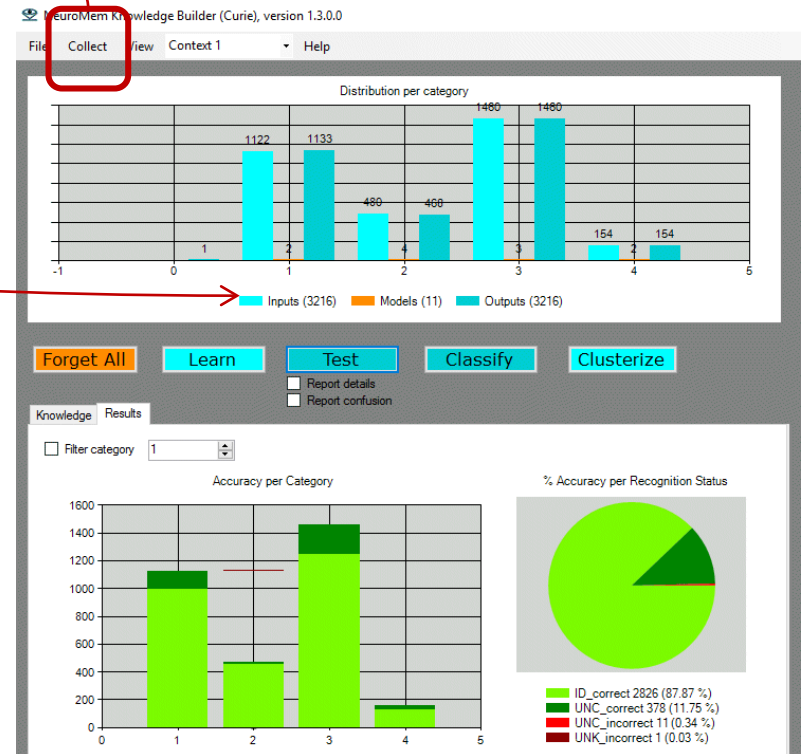 NeuroMem Knowledge Builder (Curie), version 1.3.0.0
File Collect View Context 1 Help
Distribution per category
1460 1460
1122 1133
480 468
154 154
1 2 4 3 2
-1 0 1 2 3 4 5
Inputs (3216) Models (11) Outputs (3216)
Forget All Learn Test Classify Clusterize
Report details
Report confusion
Knowledge Results
Filter category 1
Accuracy per Category % Accuracy per Recognition Status
1600
1400
1200
1000
800
600
400
200
0
0 1 2 3 4 5
ID_correct 2826 (87.87 %)
UNC_correct 378 (11.75 %)
UNC_incorrect 11 (0.34 %)
UNK_incorrect 1 (0.03 %)